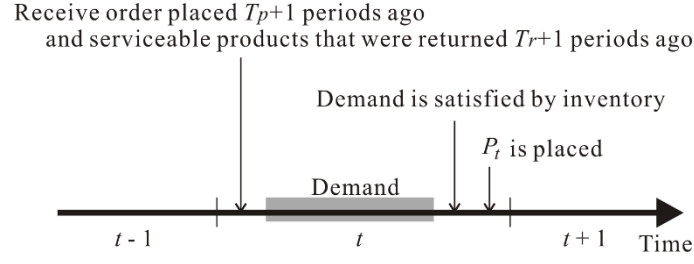 Receive order placed Tp+1 periods ago
and serviceable products that were returned Tr+1 periods ago
Demand is satisfied by inventory
Pt is placed
Demand
t - 1
t
t + 1
Time